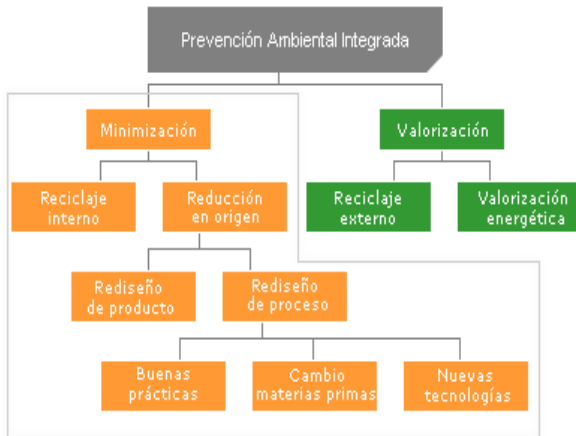 Prevención Ambiental Integrada
Minimización
Valorización
Reciclaje
interno
Reducción
en origen
Reciclaje
externo
Valorización
energética
Rediseño
de producto
Rediseño
de proceso
Buenas
prácticas
Cambio
materias primas
Nuevas
tecnologías